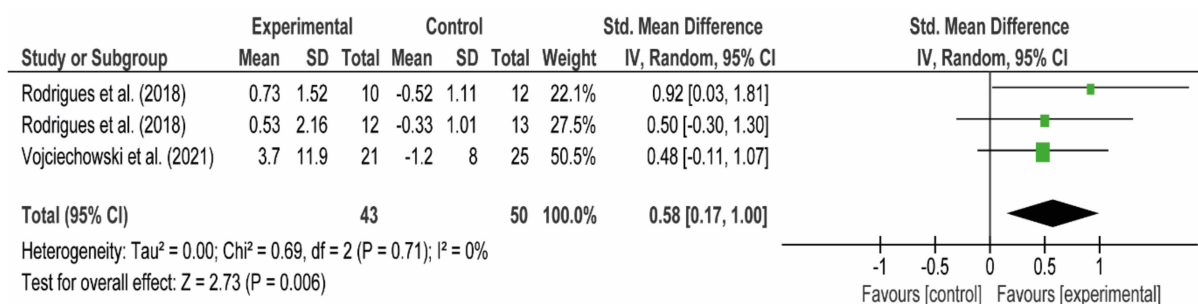 Experimental Control Std. Mean Difference Std. Mean Difference
Study or Subgroup Mean SD Total Mean SD Total Weight IV, Random, 95% CI IV, Random, 95% CI
Rodrigues et al. (2018) 0.73 1.52 10 -0.52 1.11 12 22.1% 0.92 [0.03, 1.81]
Rodrigues et al. (2018) 0.53 2.16 12 -0.33 1.01 13 27.5% 0.50 [-0.30, 1.30]
Vojciechowski et al. (2021) 3.7 11.9 21 -1.2 8 25 50.5% 0.48 [-0.11, 1.07]
Total (95% CI) 43 50 100.0% 0.58 [0.17, 1.00]
Heterogeneity: Tau² = 0.00; Chi² = 0.69, df = 2 (P = 0.71); I² = 0%
Test for overall effect: Z = 2.73 (P = 0.006)
-1 -0.5 0 0.5 1
Favours [control] Favours [experimental]